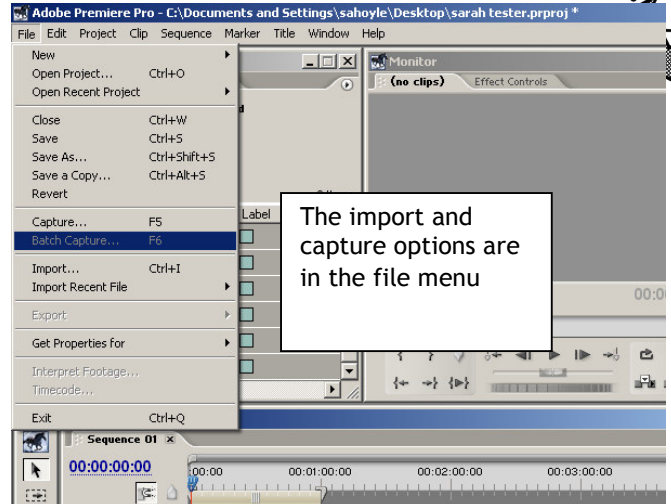 Adobe Premiere Pro - C:\Documents and Settings\sahoyle\Desktop\sarah tester.prproj *
File Edit Project Clip Sequence Marker Title Window Help
New
Open Project... Ctrl+O
Open Recent Project
Close Ctrl+W
Save Ctrl+S
Save As... Ctrl+Shift+S
Save a Copy... Ctrl+Alt+S
Revert
Capture... F5
Batch Capture... F6
Import... Ctrl+I
Import Recent File
Export
Get Properties for
Interpret Footage...
Timecode...
Exit Ctrl+Q
Label
Monitor
(no clips) Effect Controls
The import and
capture options are
in the file menu
Sequence 01
00:00:00:00
:00:00 00:01:00:00 00:02:00:00 00:03:00:00